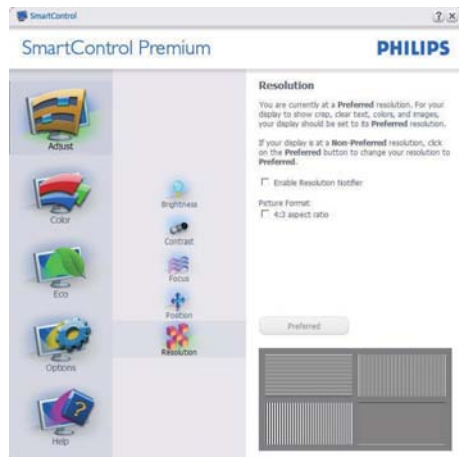 SmartControl
SmartControl Premium
PHILIPS
Adjust
Color
Eco
Options
Help
Brightness
Contrast
Focus
Position
Resolution
Resolution
You are currently at a Preferred resolution. For your
display to show crisp, clear text, colors, and images,
your display should be set to its Preferred resolution.
If your display is at a Non-Preferred resolution, click
on the Preferred button to change your resolution to
Preferred.
Enable Resolution Notifier
Picture Format
4:3 aspect ratio
Preferred